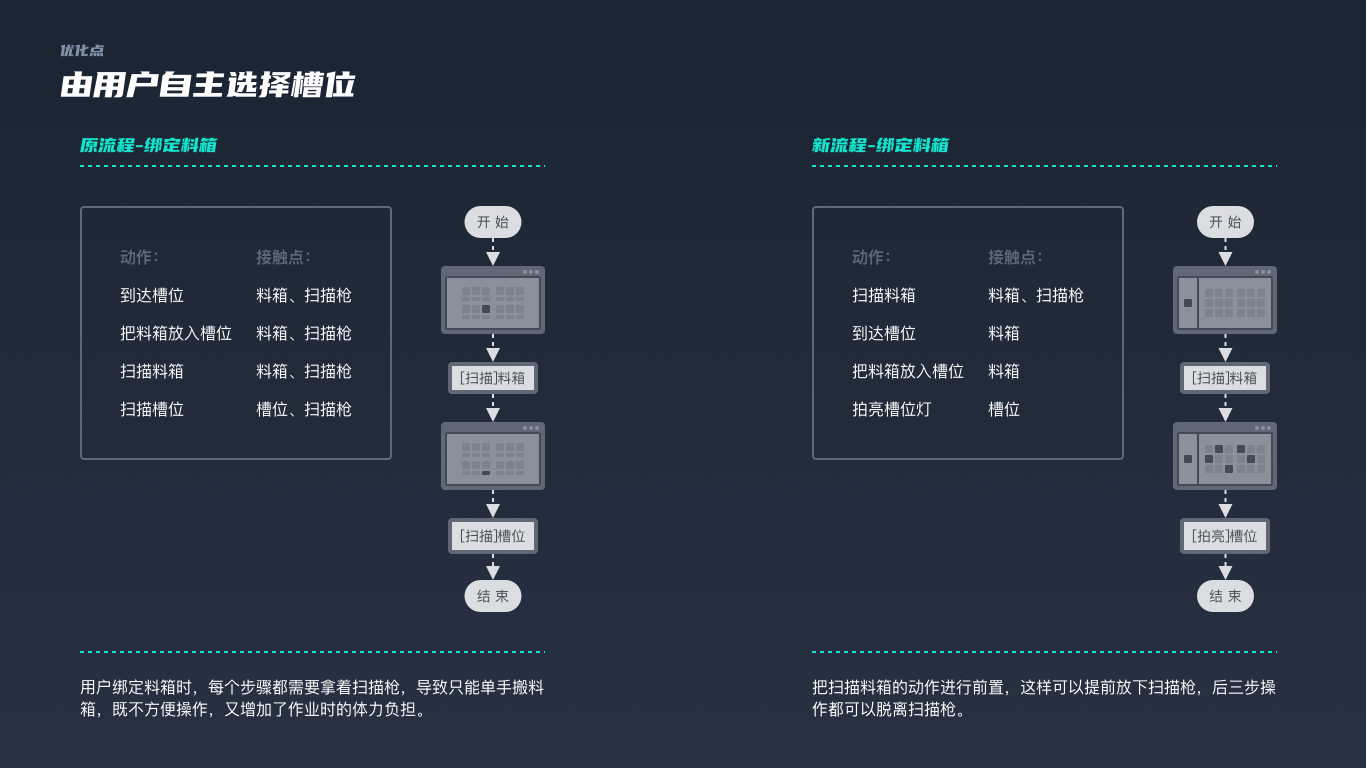 优化点
由用户自主选择槽位
原流程-绑定料箱
动作：
接触点：
到达槽位
料箱、扫描枪
把料箱放入槽位
料箱、扫描枪
扫描料箱
料箱、扫描枪
扫描槽位
槽位、扫描枪
开 始
[扫描]料箱
[扫描]槽位
结 束
用户绑定料箱时，每个步骤都需要拿着扫描枪，导致只能单手搬料
箱，既不方便操作，又增加了作业时的体力负担。
新流程-绑定料箱
动作：
接触点：
扫描料箱
料箱、扫描枪
到达槽位
料箱
把料箱放入槽位
料箱
拍亮槽位灯
槽位
开 始
[扫描]料箱
[拍亮]槽位
结 束
把扫描料箱的动作进行前置，这样可以提前放下扫描枪，后三步操
作都可以脱离扫描枪。